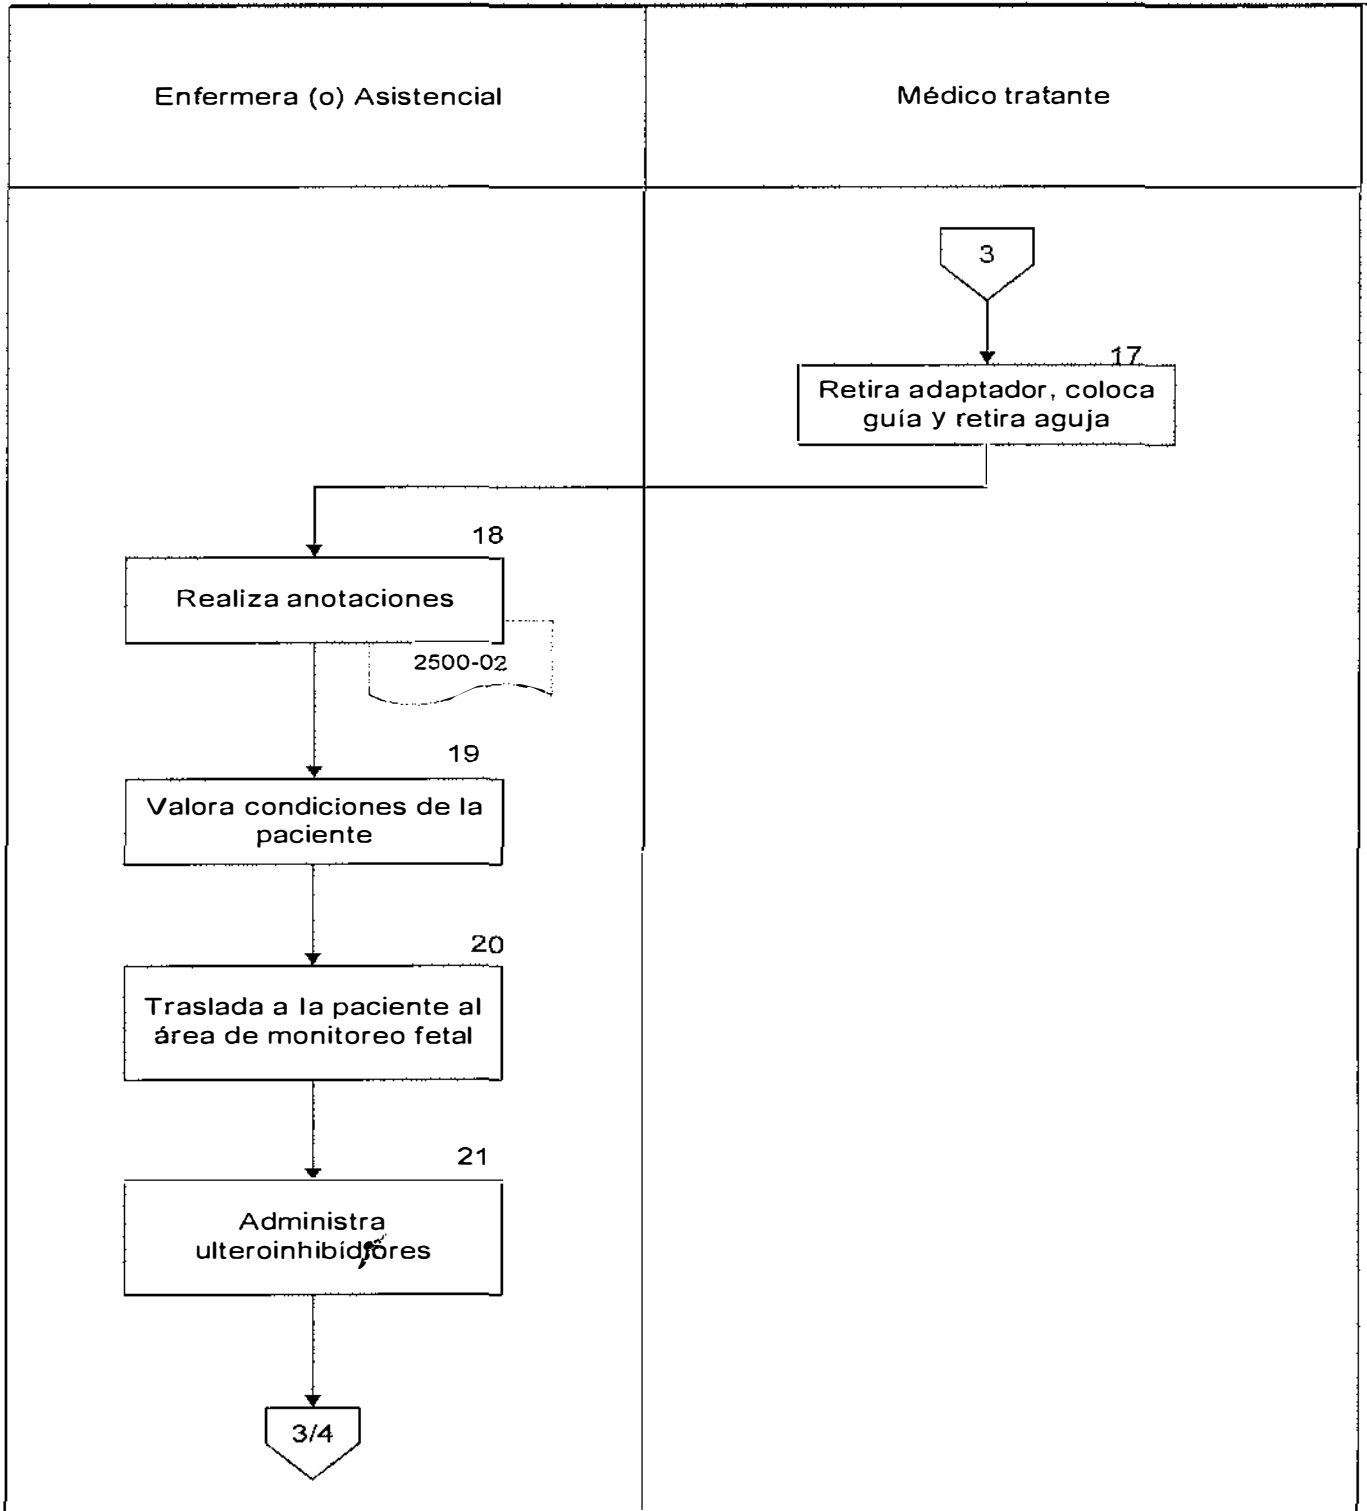 Enfermera (o) Asistencial
Médico tratante
3
17
Retira adaptador, coloca
guía y retira aguja
18
Realiza anotaciones
2500-02
19
Valora condiciones de la
paciente
20
Traslada a la paciente al
área de monitoreo fetal
21
Administra
3/4